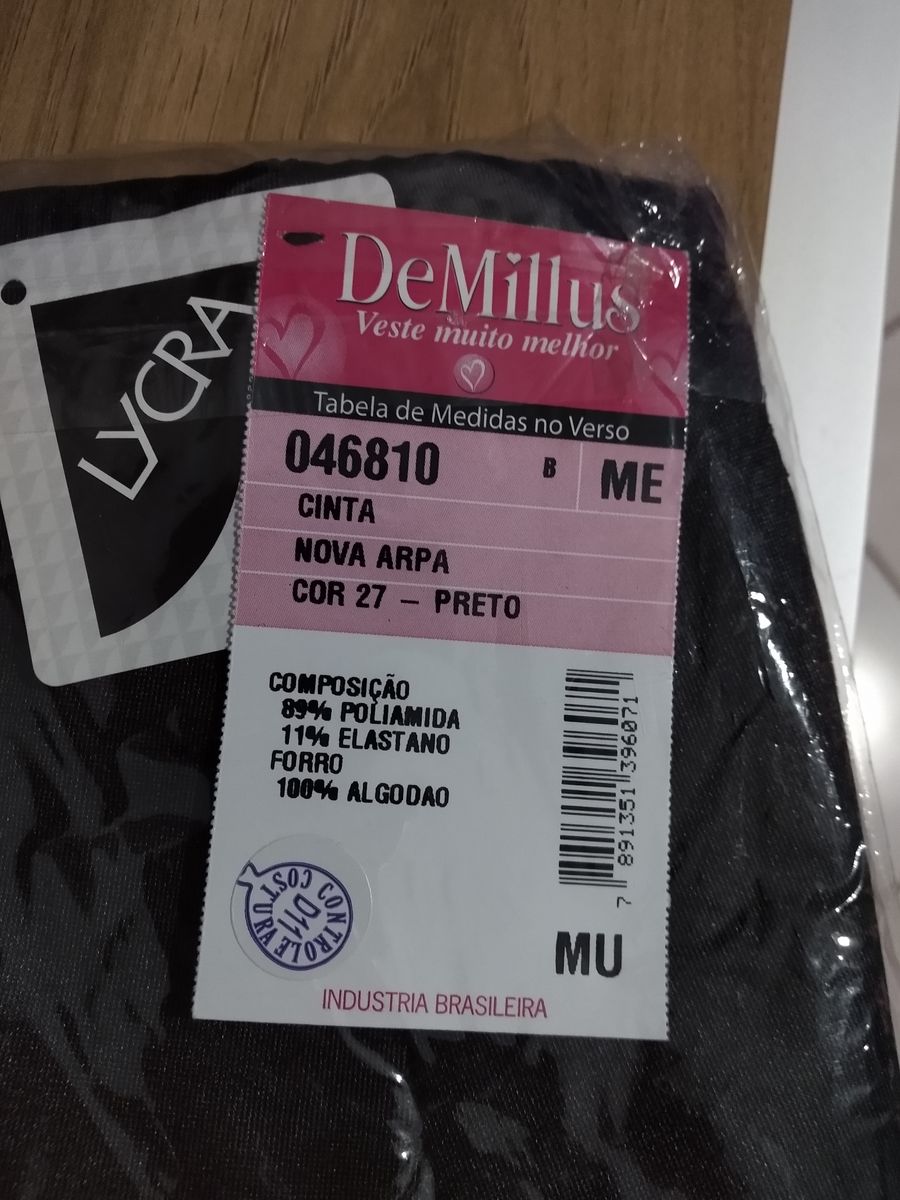 LYCRA
DeMillus
Veste muito melhor
Tabela de Medidas no Verso
046810 B ME
CINTA
NOVA ARPA
COR 27 – PRETO
COMPOSIÇÃO
89% POLIAMIDA
11% ELASTANO
FORRO
100% ALGODAO
7 891351 396071
CONTROLE COSTURA
D11
MU
INDUSTRIA BRASILEIRA